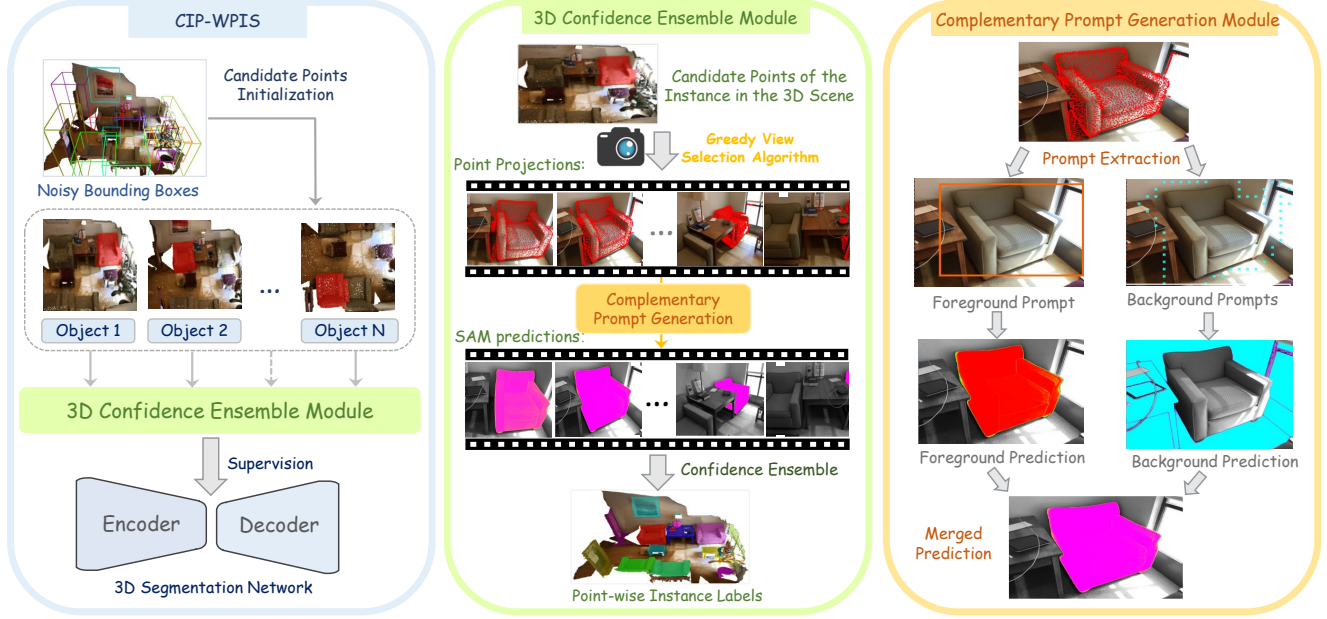 CIP-WPIS
Candidate Points
Initialization
Noisy Bounding Boxes
...
Object 1
Object 2
Object N
3D Confidence Ensemble Module
Supervision
Encoder
Decoder
3D Segmentation Network
3D Confidence Ensemble Module
Candidate Points of the
Instance in the 3D Scene
Greedy View
Selection Algorithm
Point Projections:
...
Complementary
Prompt Generation
SAM predictions:
...
Confidence Ensemble
Point-wise Instance Labels
Complementary Prompt Generation Module
Prompt Extraction
Foreground Prompt
Background Prompts
Foreground Prediction
Background Prediction
Merged
Prediction